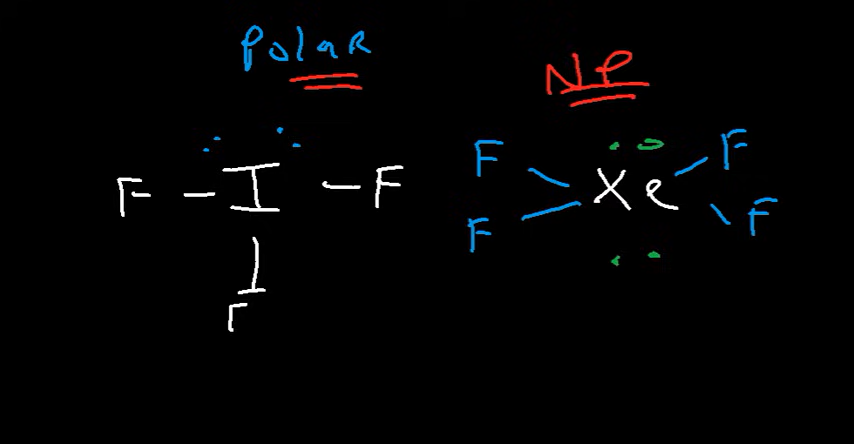 Polar
NP
F - I - F
F
F Xe F
F F